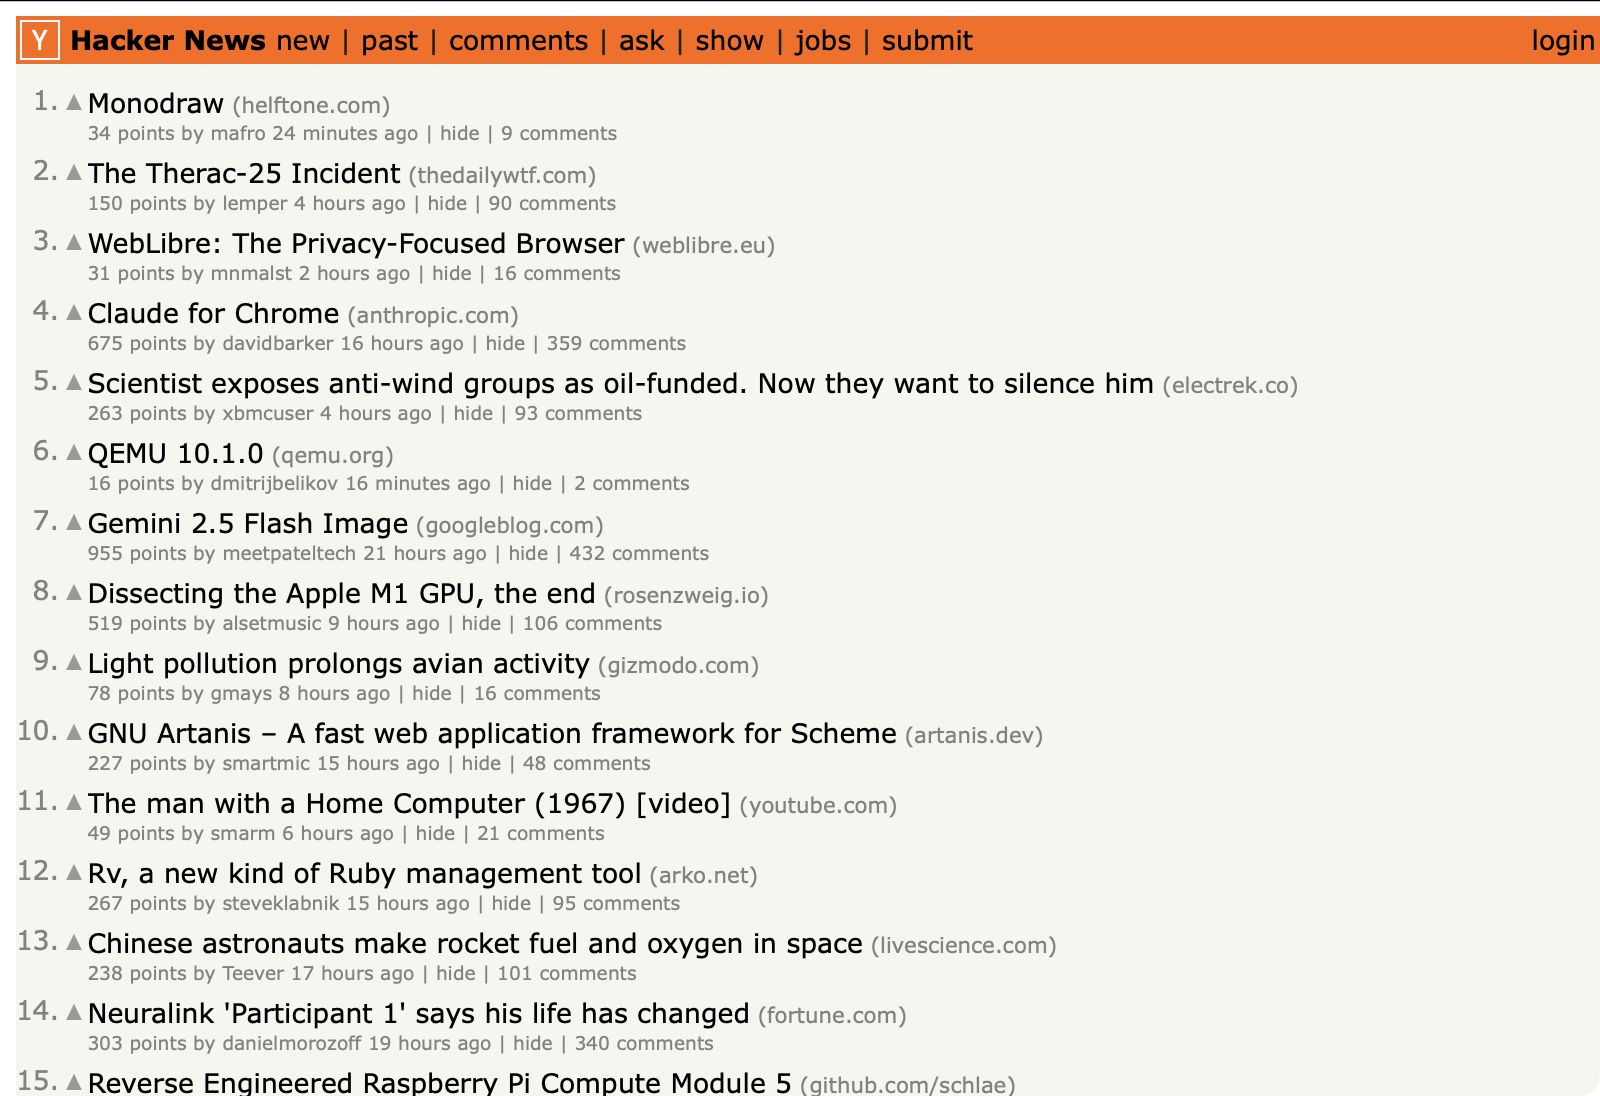 Y Hacker News new | past | comments | ask | show | jobs | submit login
1. ▲ Monodraw (helftone.com)
34 points by mafro 24 minutes ago | hide | 9 comments
2. ▲ The Therac-25 Incident (thedailywtf.com)
150 points by lemper 4 hours ago | hide | 90 comments
3. ▲ WebLibre: The Privacy-Focused Browser (weblibre.eu)
31 points by mnmalst 2 hours ago | hide | 16 comments
4. ▲ Claude for Chrome (anthropic.com)
675 points by davidbarker 16 hours ago | hide | 359 comments
5. ▲ Scientist exposes anti-wind groups as oil-funded. Now they want to silence him (electrek.co)
263 points by xbmcuser 4 hours ago | hide | 93 comments
6. ▲ QEMU 10.1.0 (qemu.org)
16 points by dmitrijbelikov 16 minutes ago | hide | 2 comments
7. ▲ Gemini 2.5 Flash Image (googleblog.com)
955 points by meetpateltech 21 hours ago | hide | 432 comments
8. ▲ Dissecting the Apple M1 GPU, the end (rosenzweig.io)
519 points by alsetmusic 9 hours ago | hide | 106 comments
9. ▲ Light pollution prolongs avian activity (gizmodo.com)
78 points by gmays 8 hours ago | hide | 16 comments
10. ▲ GNU Artanis – A fast web application framework for Scheme (artanis.dev)
227 points by smartmic 15 hours ago | hide | 48 comments
11. ▲ The man with a Home Computer (1967) [video] (youtube.com)
49 points by smarm 6 hours ago | hide | 21 comments
12. ▲ Rv, a new kind of Ruby management tool (arko.net)
267 points by steveklabnik 15 hours ago | hide | 95 comments
13. ▲ Chinese astronauts make rocket fuel and oxygen in space (livescience.com)
238 points by Teever 17 hours ago | hide | 101 comments
14. ▲ Neuralink 'Participant 1' says his life has changed (fortune.com)
303 points by danielmorozoff 19 hours ago | hide | 340 comments
15. ▲ Reverse Engineered Raspberry Pi Compute Module 5 (github.com/schlae)